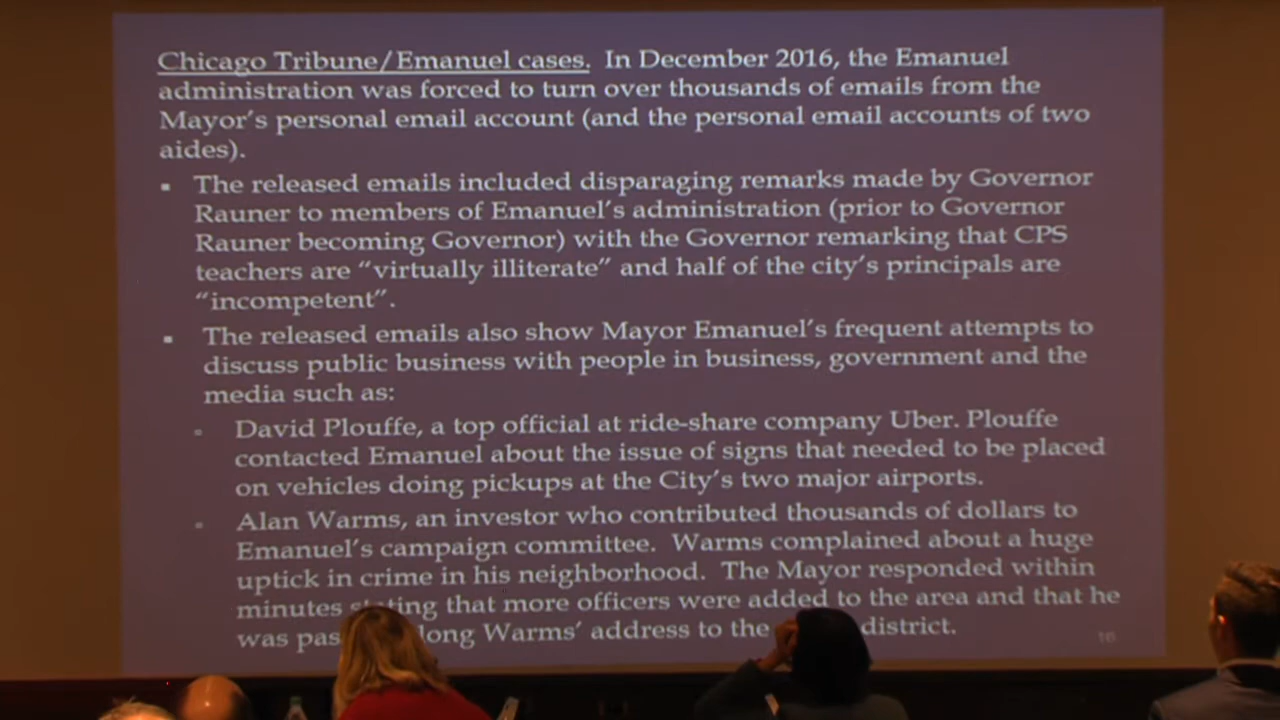 Chicago Tribune/Emanuel cases. In December 2016, the Emanuel
administration was forced to turn over thousands of emails from the
Mayor's personal email account (and the personal email accounts of two
aides).
▪ The released emails included disparaging remarks made by Governor
Rauner to members of Emanuel's administration (prior to Governor
Rauner becoming Governor) with the Governor remarking that CPS
teachers are “virtually illiterate” and half of the city's principals are
“incompetent”.
▪ The released emails also show Mayor Emanuel's frequent attempts to
discuss public business with people in business, government and the
media such as:
▫ David Plouffe, a top official at ride-share company Uber. Plouffe
contacted Emanuel about the issue of signs that needed to be placed
on vehicles doing pickups at the City's two major airports.
▫ Alan Warms, an investor who contributed thousands of dollars to
Emanuel's campaign committee. Warms complained about a huge
uptick in crime in his neighborhood. The Mayor responded within
minutes stating that more officers were added to the area and that he
was Warms' address to the district.
16